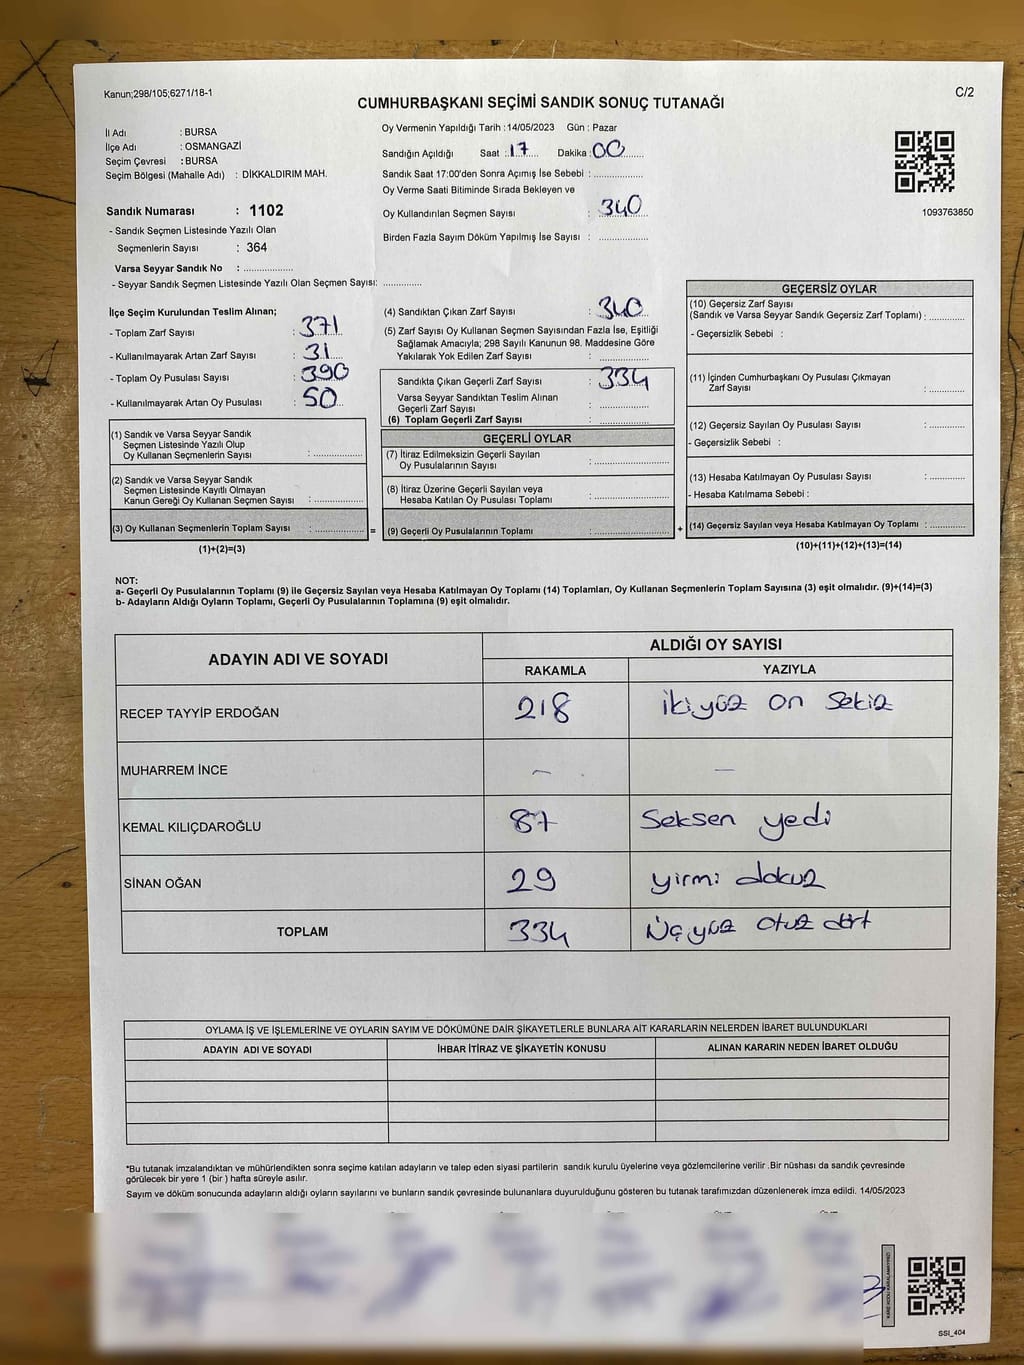 Kanun;298/105;6271/18-1
C/2
CUMHURBAŞKANI SEÇİMİ SANDIK SONUÇ TUTANAĞI
İl Adı : BURSA
İlçe Adı : OSMANGAZİ
Seçim Çevresi : BURSA
Seçim Bölgesi (Mahalle Adı) : DİKKALDIRIM MAH.
Sandık Numarası : 1102
- Sandık Seçmen Listesinde Yazılı Olan
Seçmenlerin Sayısı : 364
Varsa Seyyar Sandık No : ..................
- Seyyar Sandık Seçmen Listesinde Yazılı Olan Seçmen Sayısı: ..............
Oy Vermenin Yapıldığı Tarih :14/05/2023 Gün : Pazar
Sandığın Açıldığı Saat : 17 Dakika : 00
Sandık Saat 17:00'den Sonra Açımış İse Sebebi : ..................
Oy Verme Saati Bitiminde Sırada Bekleyen ve
Oy Kullandırılan Seçmen Sayısı : 340
Birden Fazla Sayım Döküm Yapılmış İse Sayısı : ..................
1093763850
İlçe Seçim Kurulundan Teslim Alınan;
- Toplam Zarf Sayısı : 371
- Kullanılmayarak Artan Zarf Sayısı : 31
- Toplam Oy Pusulası Sayısı : 390
- Kullanılmayarak Artan Oy Pusulası : 50
(1) Sandık ve Varsa Seyyar Sandık
Seçmen Listesinde Yazılı Olup
Oy Kullanan Seçmenlerin Sayısı : ..................
(2) Sandık ve Varsa Seyyar Sandık
Seçmen Listesinde Kayıtlı Olmayan
Kanun Gereği Oy Kullanan Seçmen Sayısı : ..................
(3) Oy Kullanan Seçmenlerin Toplam Sayısı : ..................
(1)+(2)=(3)
=
(4) Sandıktan Çıkan Zarf Sayısı : 340
(5) Zarf Sayısı Oy Kullanan Seçmen Sayısından Fazla İse, Eşitliği
Sağlamak Amacıyla; 298 Sayılı Kanunun 98. Maddesine Göre
Yakılarak Yok Edilen Zarf Sayısı : ..................
Sandıkta Çıkan Geçerli Zarf Sayısı : 334
Varsa Seyyar Sandıktan Teslim Alınan
Geçerli Zarf Sayısı : ..................
(6) Toplam Geçerli Zarf Sayısı : ..................
GEÇERLİ OYLAR
(7) İtiraz Edilmeksizin Geçerli Sayılan
Oy Pusulalarının Sayısı : ..................
(8) İtiraz Üzerine Geçerli Sayılan veya
Hesaba Katılan Oy Pusulası Toplamı : ..................
(9) Geçerli Oy Pusulalarının Toplamı : ..................
+
GEÇERSİZ OYLAR
(10) Geçersiz Zarf Sayısı
(Sandık ve Varsa Seyyar Sandık Geçersiz Zarf Toplamı) : .............
- Geçersizlik Sebebi :
(11) İçinden Cumhurbaşkanı Oy Pusulası Çıkmayan
Zarf Sayısı : .............
(12) Geçersiz Sayılan Oy Pusulası Sayısı : .............
- Geçersizlik Sebebi :
(13) Hesaba Katılmayan Oy Pusulası Sayısı : .............
- Hesaba Katılmama Sebebi :
(14) Geçersiz Sayılan veya Hesaba Katılmayan Oy Toplamı : .............
(10)+(11)+(12)+(13)=(14)
NOT:
a- Geçerli Oy Pusulalarının Toplamı (9) ile Geçersiz Sayılan veya Hesaba Katılmayan Oy Toplamı (14) Toplamları, Oy Kullanan Seçmenlerin Toplam Sayısına (3) eşit olmalıdır. (9)+(14)=(3)
b- Adayların Aldığı Oyların Toplamı, Geçerli Oy Pusulalarının Toplamına (9) eşit olmalıdır.
ADAYIN ADI VE SOYADI
ALDIĞI OY SAYISI
RAKAMLA YAZIYLA
RECEP TAYYİP ERDOĞAN 218 ikiyüz on sekiz
MUHARREM İNCE – –
KEMAL KILIÇDAROĞLU 87 Seksen yedi
SİNAN OĞAN 29 yirmi dokuz
TOPLAM 334 Üçyüz otuz dört
OYLAMA İŞ VE İŞLEMLERİNE VE OYLARIN SAYIM VE DÖKÜMÜNE DAİR ŞİKAYETLERLE BUNLARA AİT KARARLARIN NELERDEN İBARET BULUNDUKLARI
ADAYIN ADI VE SOYADI İHBAR İTİRAZ VE ŞİKAYETİN KONUSU ALINAN KARARIN NEDEN İBARET OLDUĞU
*Bu tutanak imzalandıktan ve mühürlendikten sonra seçime katılan adayların ve talep eden siyasi partilerin sandık kurulu üyelerine veya gözlemcilerine verilir .Bir nüshası da sandık çevresinde
görülecek bir yere 1 (bir ) hafta süreyle asılır.
Sayım ve döküm sonucunda adayların aldığı oyların sayılarını ve bunların sandık çevresinde bulunanlara duyurulduğunu gösteren bu tutanak tarafımızdan düzenlenerek imza edildi. 14/05/2023
SSI_404